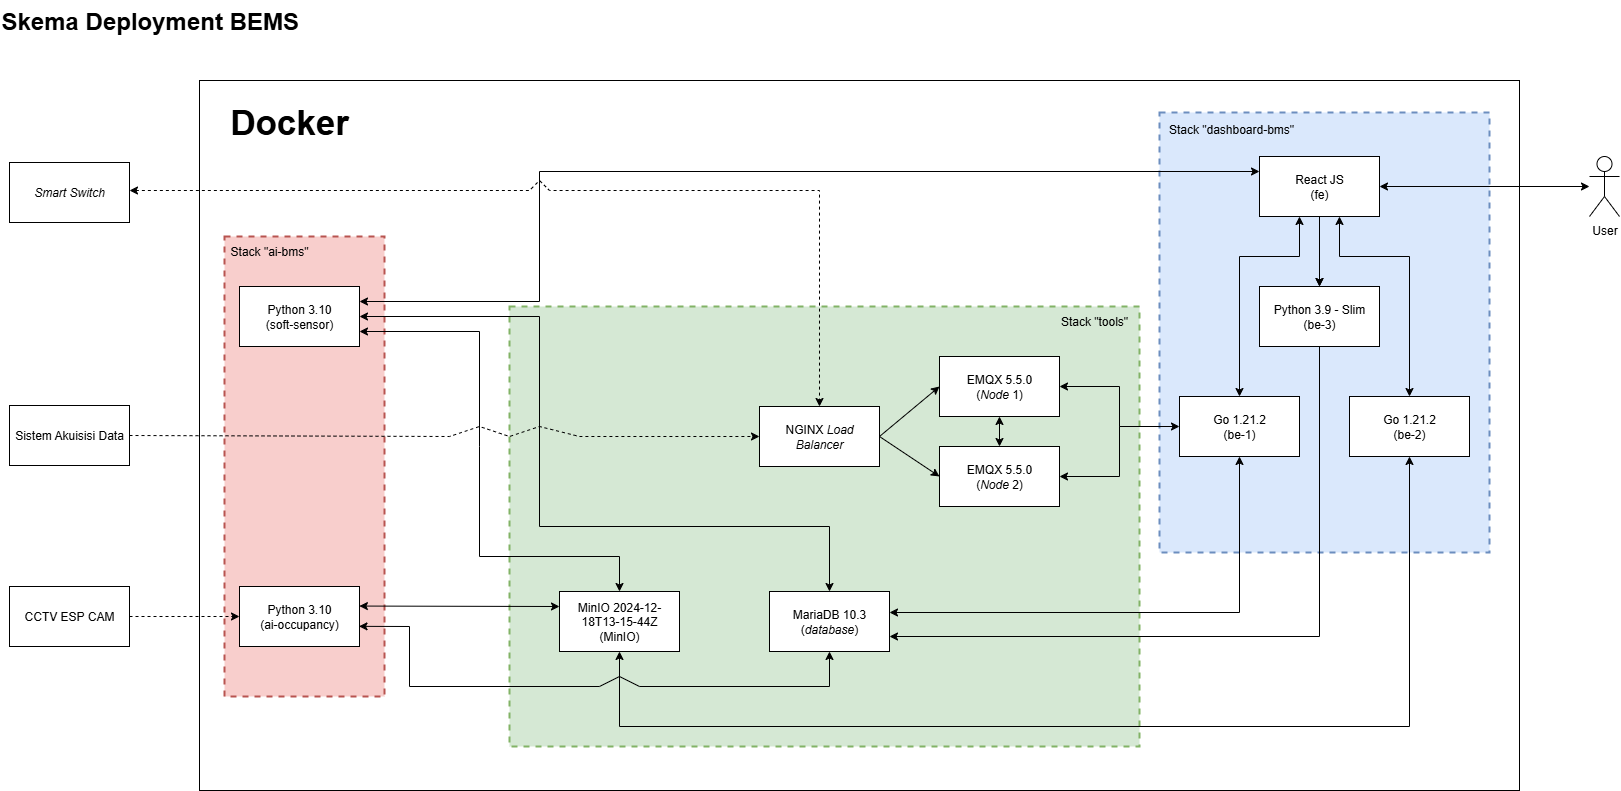 Skema Deployment BEMS
Docker
Stack "dashboard-bms"
Smart Switch
React JS
(fe)
User
Stack "ai-bms"
Python 3.10
(soft-sensor)
Stack "tools"
Python 3.9 - Slim
(be-3)
EMQX 5.5.0
(Node 1)
Sistem Akuisisi Data
NGINX Load
Balancer
Go 1.21.2
(be-1)
Go 1.21.2
(be-2)
EMQX 5.5.0
(Node 2)
CCTV ESP CAM
Python 3.10
(ai-occupancy)
MinIO 2024-12-
18T13-15-44Z
(MinIO)
MariaDB 10.3
(database)